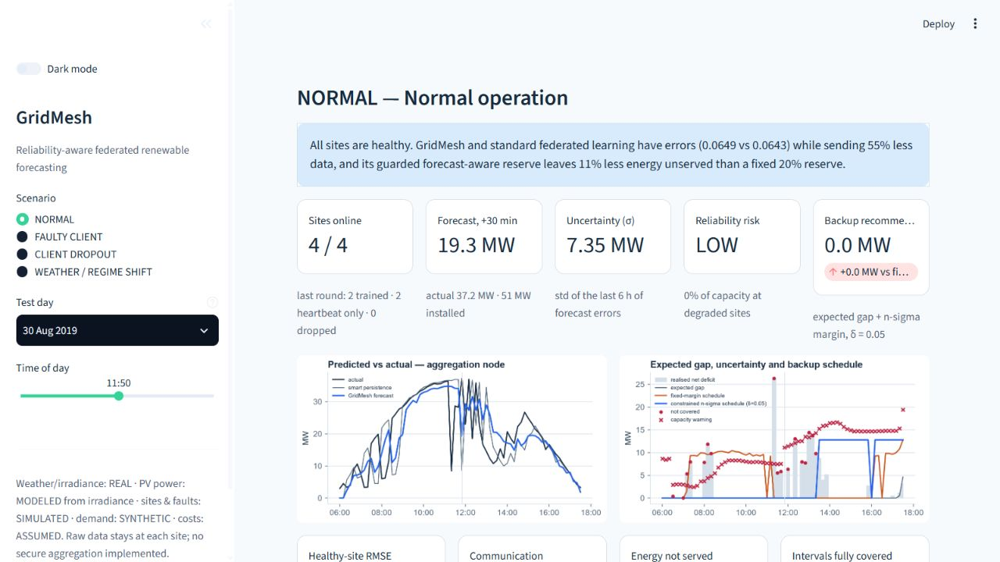 Deploy
Dark mode
GridMesh
Reliability-aware federated renewable
forecasting
Scenario
NORMAL
FAULTY CLIENT
CLIENT DROPOUT
WEATHER / REGIME SHIFT
Test day
30 Aug 2019
Time of day
11:50
Weather/irradiance: REAL · PV power:
MODELED from irradiance · sites & faults:
SIMULATED · demand: SYNTHETIC · costs:
ASSUMED. Raw data stays at each site; no
secure aggregation implemented.
NORMAL — Normal operation
All sites are healthy. GridMesh and standard federated learning have errors (0.0649 vs 0.0643) while sending 55% less
data, and its guarded forecast-aware reserve leaves 11% less energy unserved than a fixed 20% reserve.
Sites online
4 / 4
last round: 2 trained · 2
heartbeat only · 0
dropped
Forecast, +30 min
19.3 MW
actual 37.2 MW · 51 MW
installed
Uncertainty (σ)
7.35 MW
std of the last 6 h of
forecast errors
Reliability risk
LOW
0% of capacity at
degraded sites
Backup recomme...
0.0 MW
+0.0 MW vs fi...
expected gap + n-sigma
margin, δ = 0.05
Predicted vs actual — aggregation node
actual
smart persistence
GridMesh forecast
MW
30
20
10
0
06:00 08:00 10:00 12:00 14:00 16:00 18:00
Expected gap, uncertainty and backup schedule
realised net deficit
expected gap
fixed-margin schedule
constrained n-sigma schedule (δ=0.05)
not covered
capacity warning
MW
25
20
15
10
5
0
06:00 08:00 10:00 12:00 14:00 16:00 18:00
Healthy-site RMSE
Communication
Energy not served
Intervals fully covered